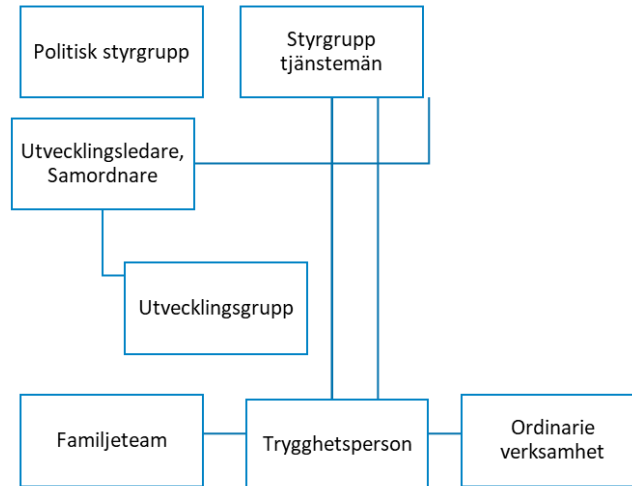 Politisk styrgrupp
Styrgrupp
tjänstemän
Utvecklingsledare,
Samordnare
Utvecklingsgrupp
Familjeteam
Trygghetsperson
Ordinarie
verksamhet